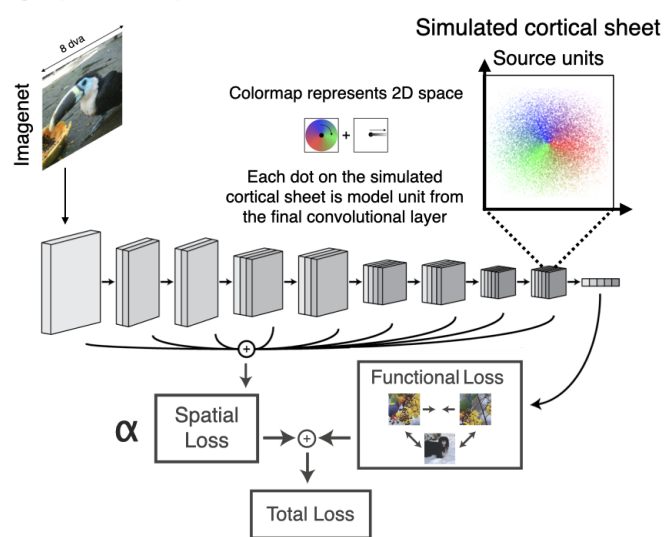 Simulated cortical sheet
8 dva
Imagenet
Source units
Colormap represents 2D space
+
Each dot on the simulated
cortical sheet is model unit from
the final convolutional layer
+
Functional Loss
α
Spatial
Loss
+
Total Loss